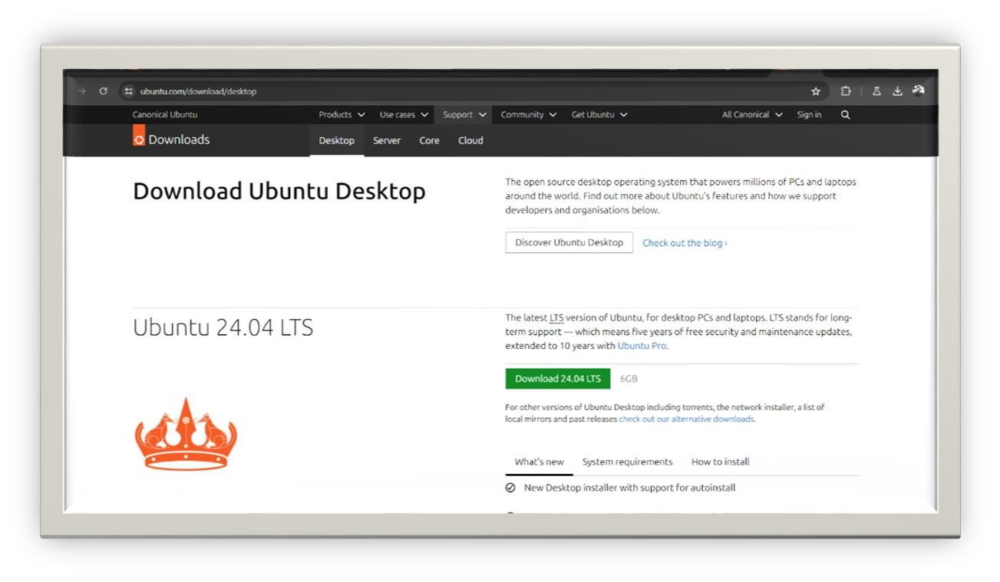 ubuntu.com/download/desktop
Canonical Ubuntu Products Use cases Support Community Get Ubuntu All Canonical Sign in
Downloads Desktop Server Core Cloud
Download Ubuntu Desktop
The open source desktop operating system that powers millions of PCs and laptops
around the world. Find out more about Ubuntu's features and how we support
developers and organisations below.
Discover Ubuntu Desktop Check out the blog ›
Ubuntu 24.04 LTS
The latest LTS version of Ubuntu, for desktop PCs and laptops. LTS stands for long-
term support — which means five years of free security and maintenance updates,
extended to 10 years with Ubuntu Pro.
Download 24.04 LTS 6GB
For other versions of Ubuntu Desktop including torrents, the network installer, a list of
local mirrors and past releases check out our alternative downloads.
What's new System requirements How to install
New Desktop installer with support for autoinstall